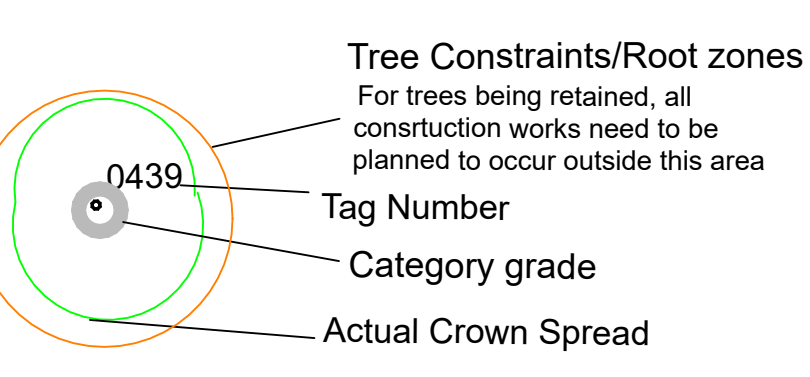 Tree Constraints/Root zones
For trees being retained, all
consrtuction works need to be
planned to occur outside this area
0439
Tag Number
Category grade
Actual Crown Spread